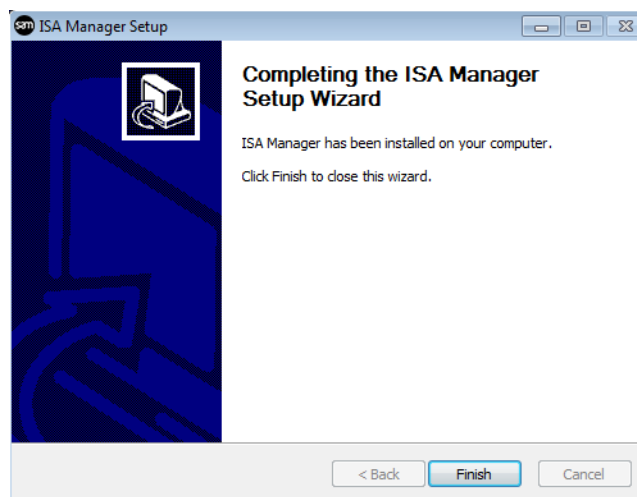 sam ISA Manager Setup
Completing the ISA Manager
Setup Wizard
ISA Manager has been installed on your computer.
Click Finish to close this wizard.
< Back Finish Cancel